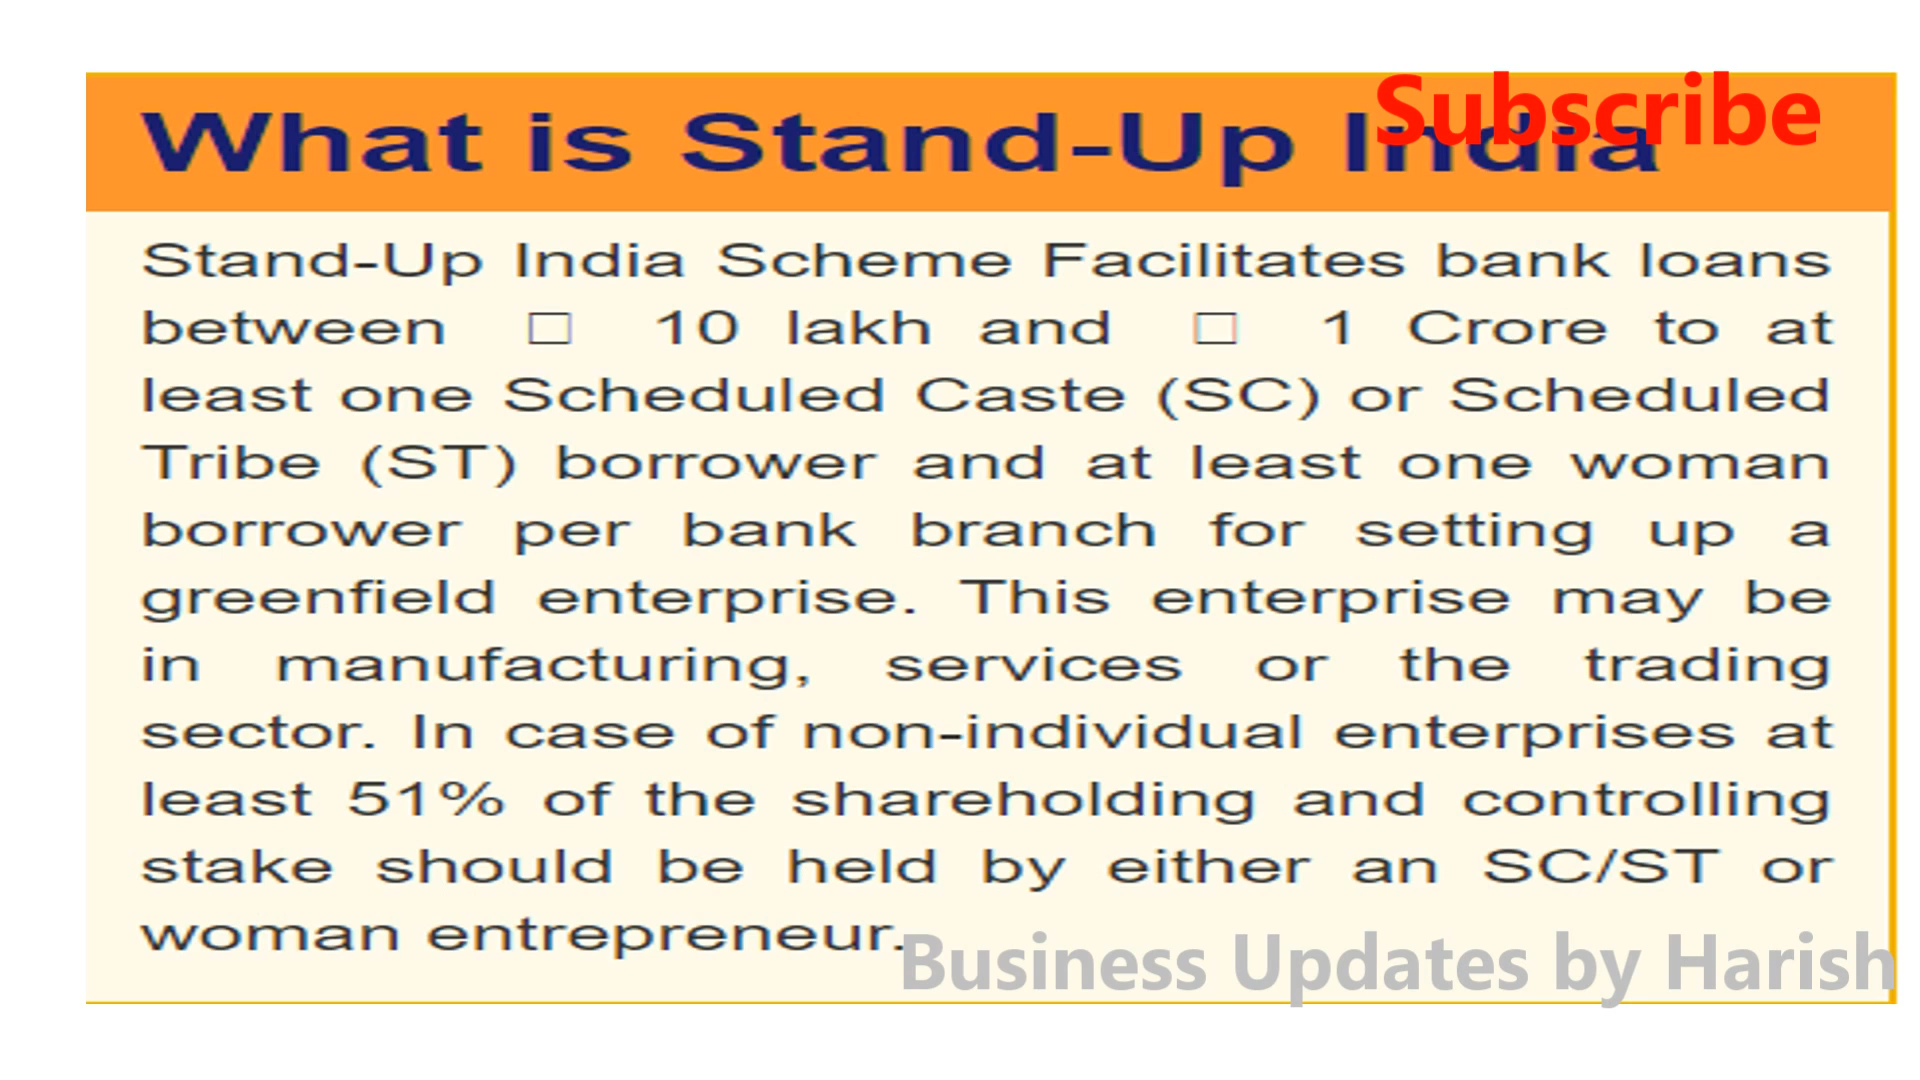 Subscribe
What is Stand-Up India
Stand-Up India Scheme Facilitates bank loans
between □ 10 lakh and □ 1 Crore to at
least one Scheduled Caste (SC) or Scheduled
Tribe (ST) borrower and at least one woman
borrower per bank branch for setting up a
greenfield enterprise. This enterprise may be
in manufacturing, services or the trading
sector. In case of non-individual enterprises at
least 51% of the shareholding and controlling
stake should be held by either an SC/ST or
woman entrepreneur.
Business Updates by Harish